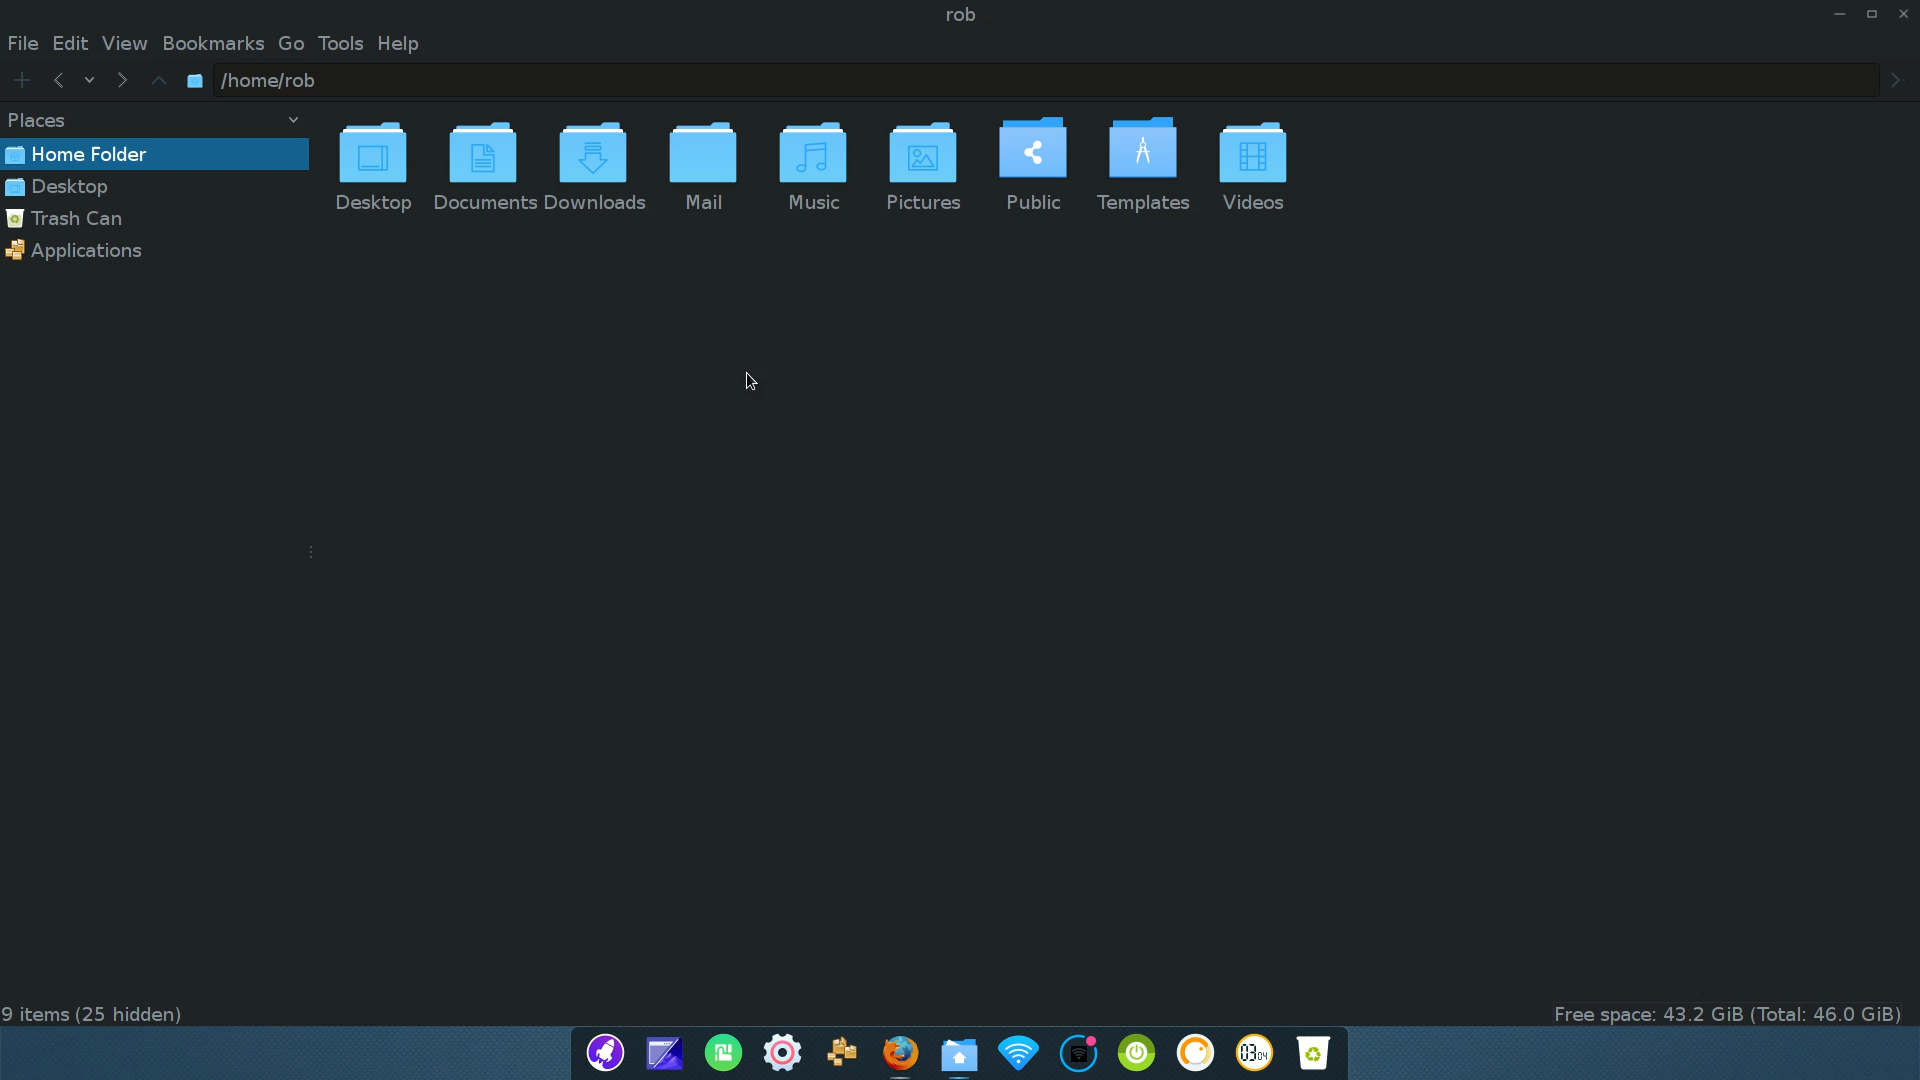 rob
File Edit View Bookmarks Go Tools Help
/home/rob
Places
Home Folder
Desktop
Trash Can
Applications
Desktop Documents Downloads Mail Music Pictures Public Templates Videos
9 items (25 hidden)
Free space: 43.2 GiB (Total: 46.0 GiB)
03:04